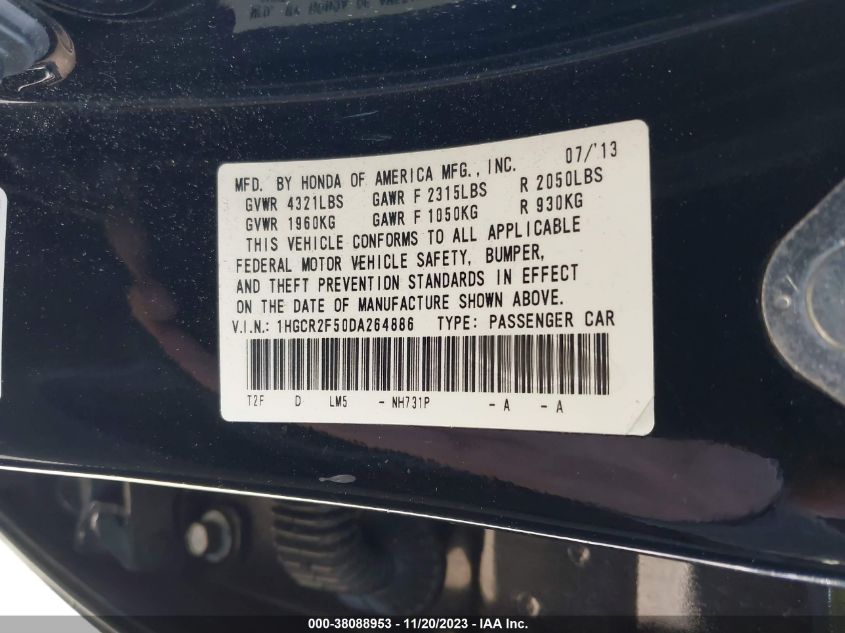 MFD. BY HONDA OF AMERICA MFG., INC. 07/'13
GVWR 4321LBS GAWR F 2315LBS R 2050LBS
GVWR 1960KG GAWR F 1050KG R 930KG
THIS VEHICLE CONFORMS TO ALL APPLICABLE
FEDERAL MOTOR VEHICLE SAFETY, BUMPER,
AND THEFT PREVENTION STANDARDS IN EFFECT
ON THE DATE OF MANUFACTURE SHOWN ABOVE.
V.I.N.: 1HGCR2F50DA264886 TYPE: PASSENGER CAR
T2F D LM5 - NH731P - A - A
000-38088953 - 11/20/2023 - IAA Inc.